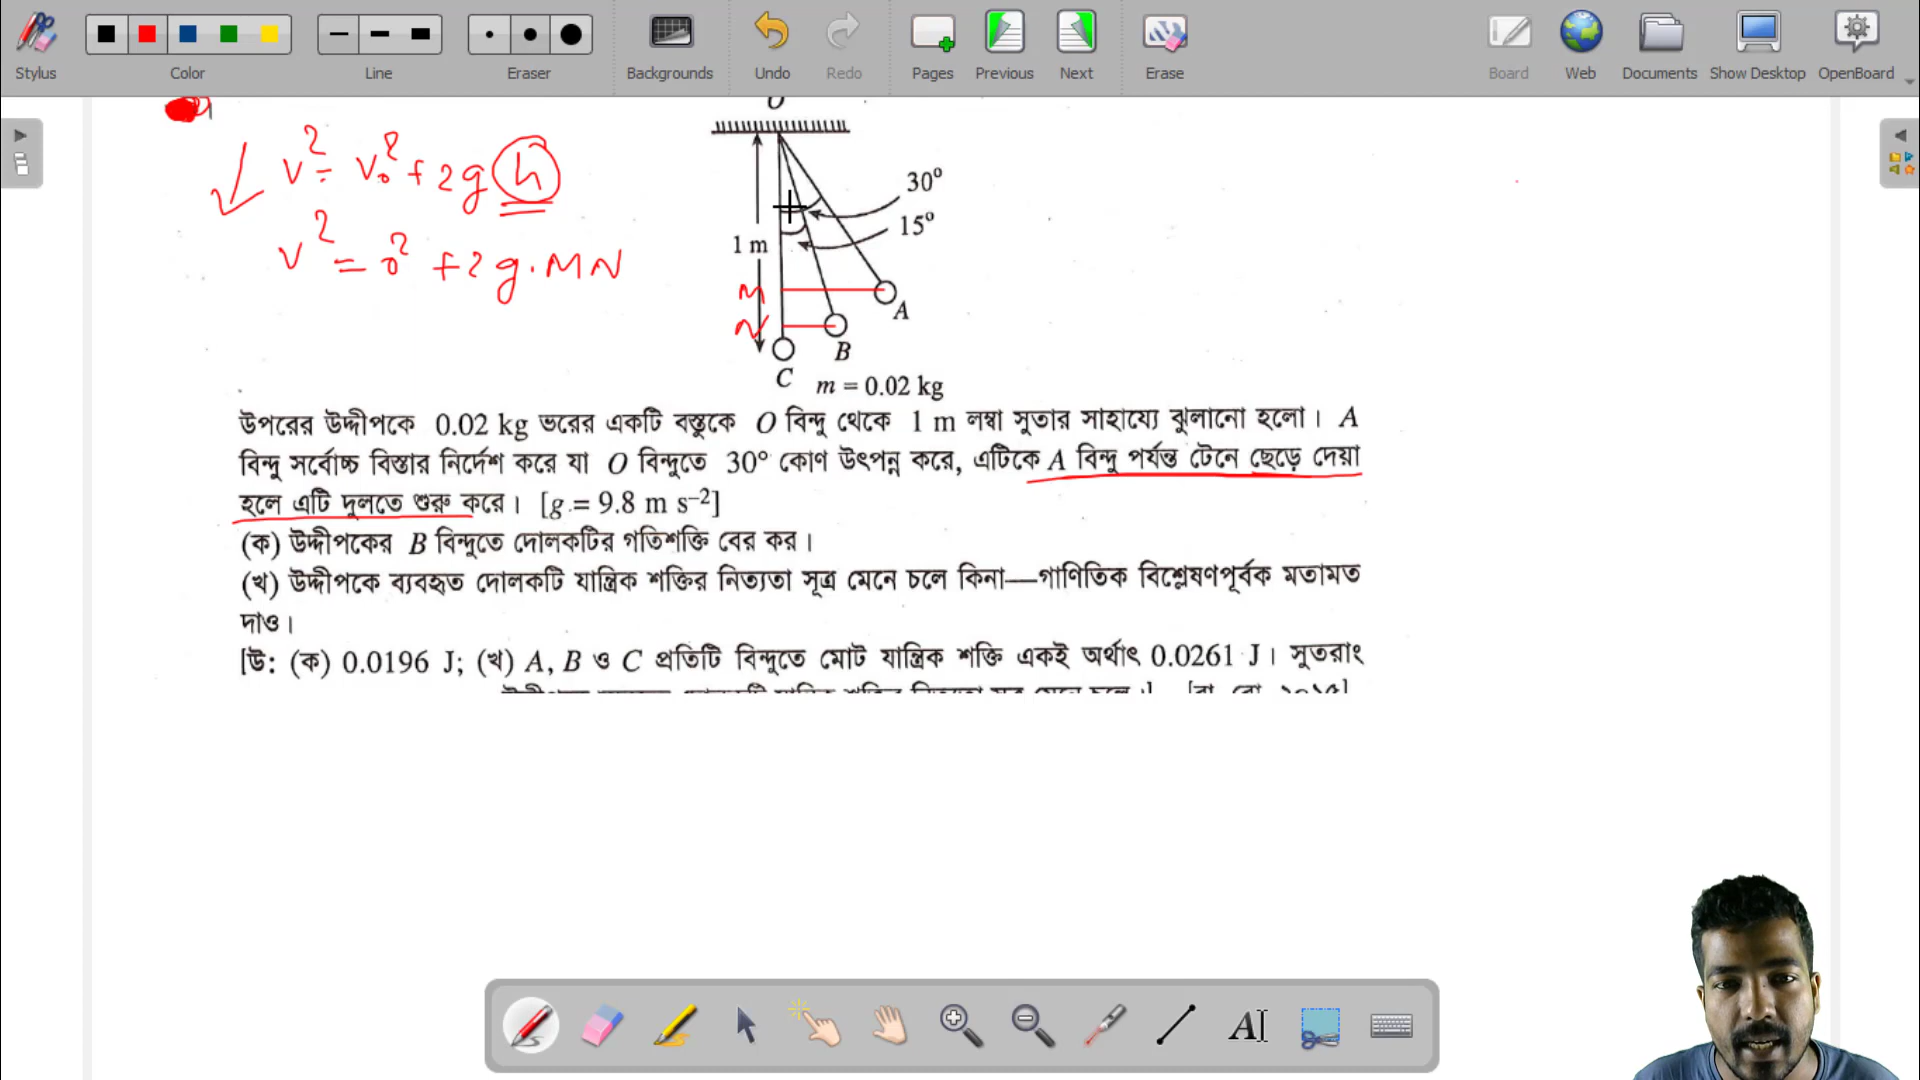 Stylus
Color
Line
Eraser
Backgrounds
Undo
Redo
Pages
Previous
Next
Erase
Board
Web
Documents
Show Desktop
OpenBoard
v² = v₀² + 2gh
v² = 0² + 2g·MN
O
30°
15°
1 m
M
N
A
B
C
m = 0.02 kg
উপরের উদ্দীপকে 0.02 kg ভরের একটি বস্তুকে O বিন্দু থেকে 1 m লম্বা সুতার সাহায্যে ঝুলানো হলো। A
বিন্দু সর্বোচ্চ বিস্তার নির্দেশ করে যা O বিন্দুতে 30° কোণ উৎপন্ন করে, এটিকে A বিন্দু পর্যন্ত টেনে ছেড়ে দেয়া
হলে এটি দুলতে শুরু করে। [g = 9.8 m s⁻²]
(ক) উদ্দীপকের B বিন্দুতে দোলকটির গতিশক্তি বের কর।
(খ) উদ্দীপকে ব্যবহৃত দোলকটি যান্ত্রিক শক্তির নিত্যতা সূত্র মেনে চলে কিনা—গাণিতিক বিশ্লেষণপূর্বক মতামত
দাও।
[উ: (ক) 0.0196 J; (খ) A, B ও C প্রতিটি বিন্দুতে মোট যান্ত্রিক শক্তি একই অর্থাৎ 0.0261 J। সুতরাং